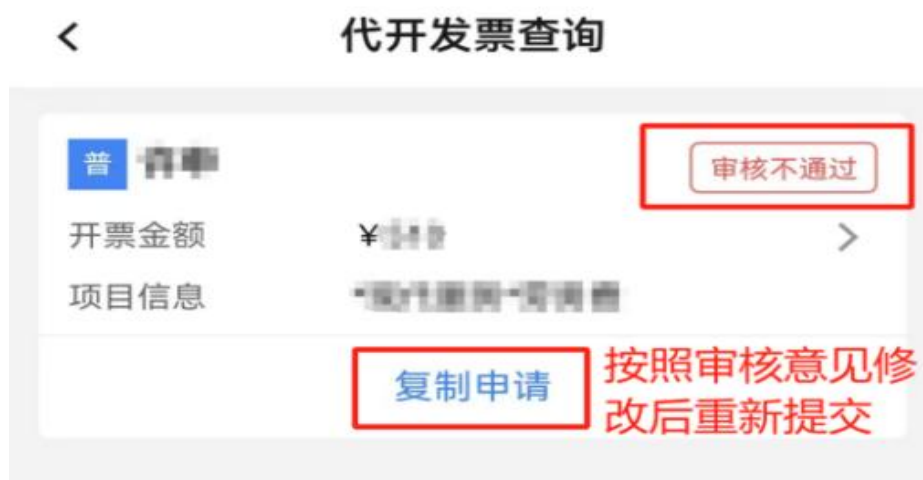 代开发票查询
普
审核不通过
开票金额 ¥
项目信息
复制申请
按照审核意见修
改后重新提交